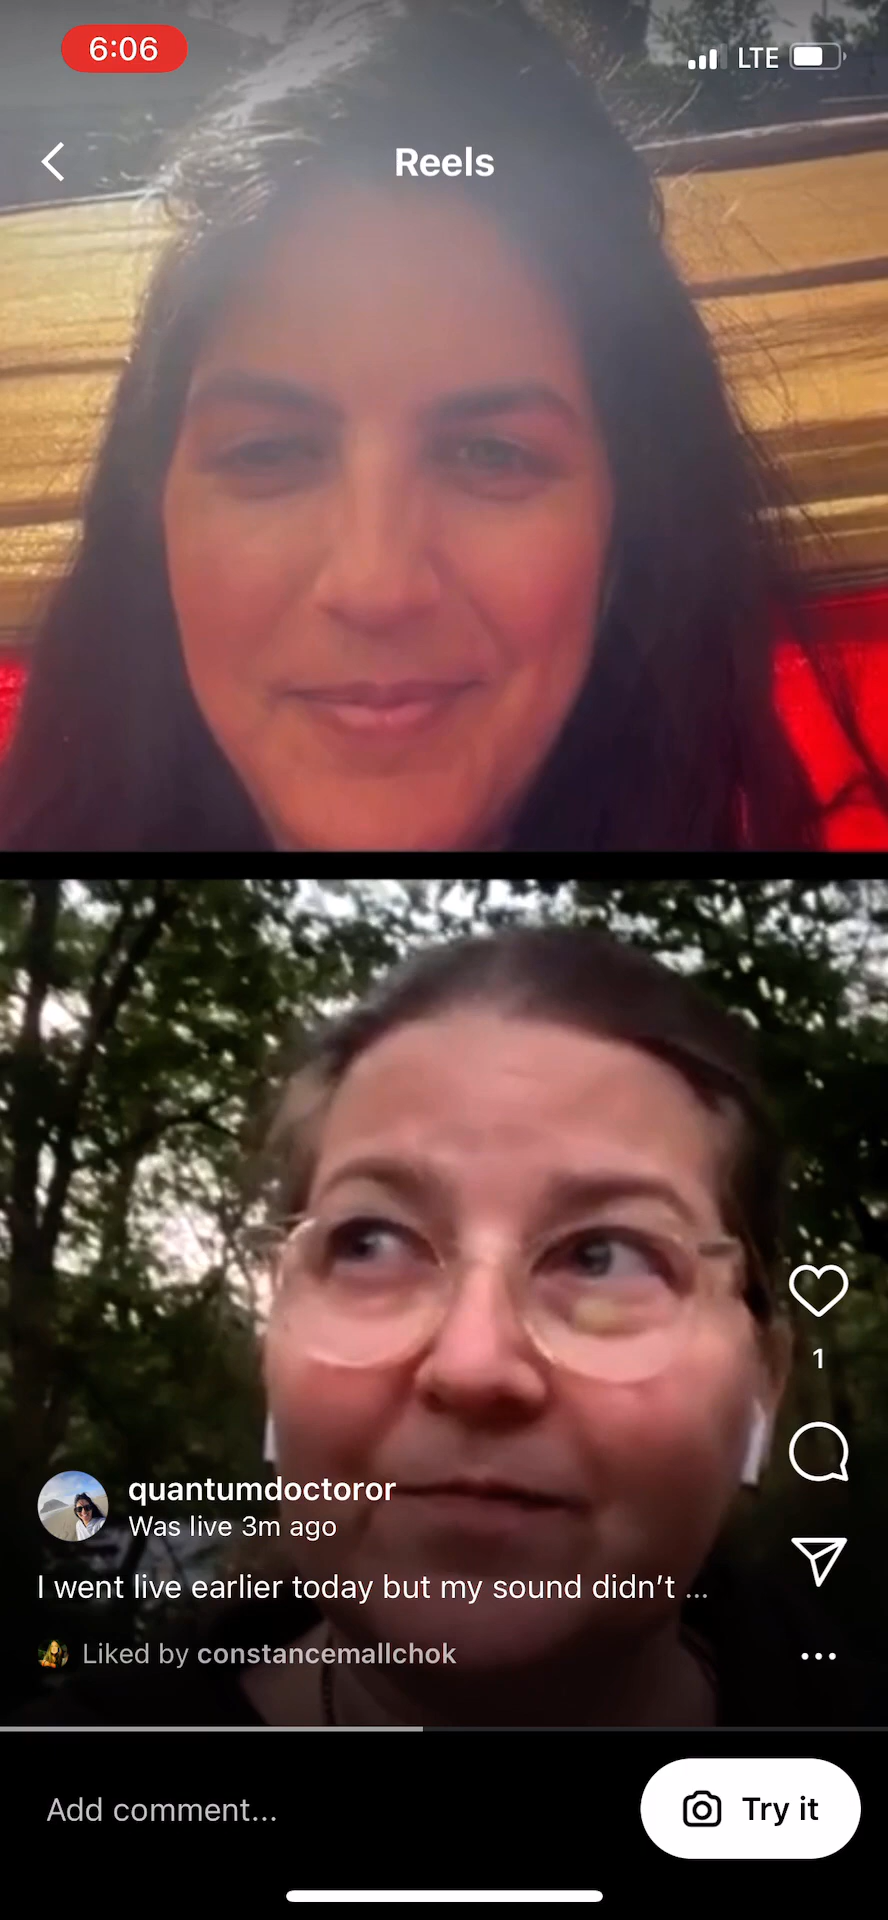 6:06
LTE
Reels
1
quantumdoctoror
Was live 3m ago
I went live earlier today but my sound didn’t ...
Liked by constancemallchok
Add comment...
Try it